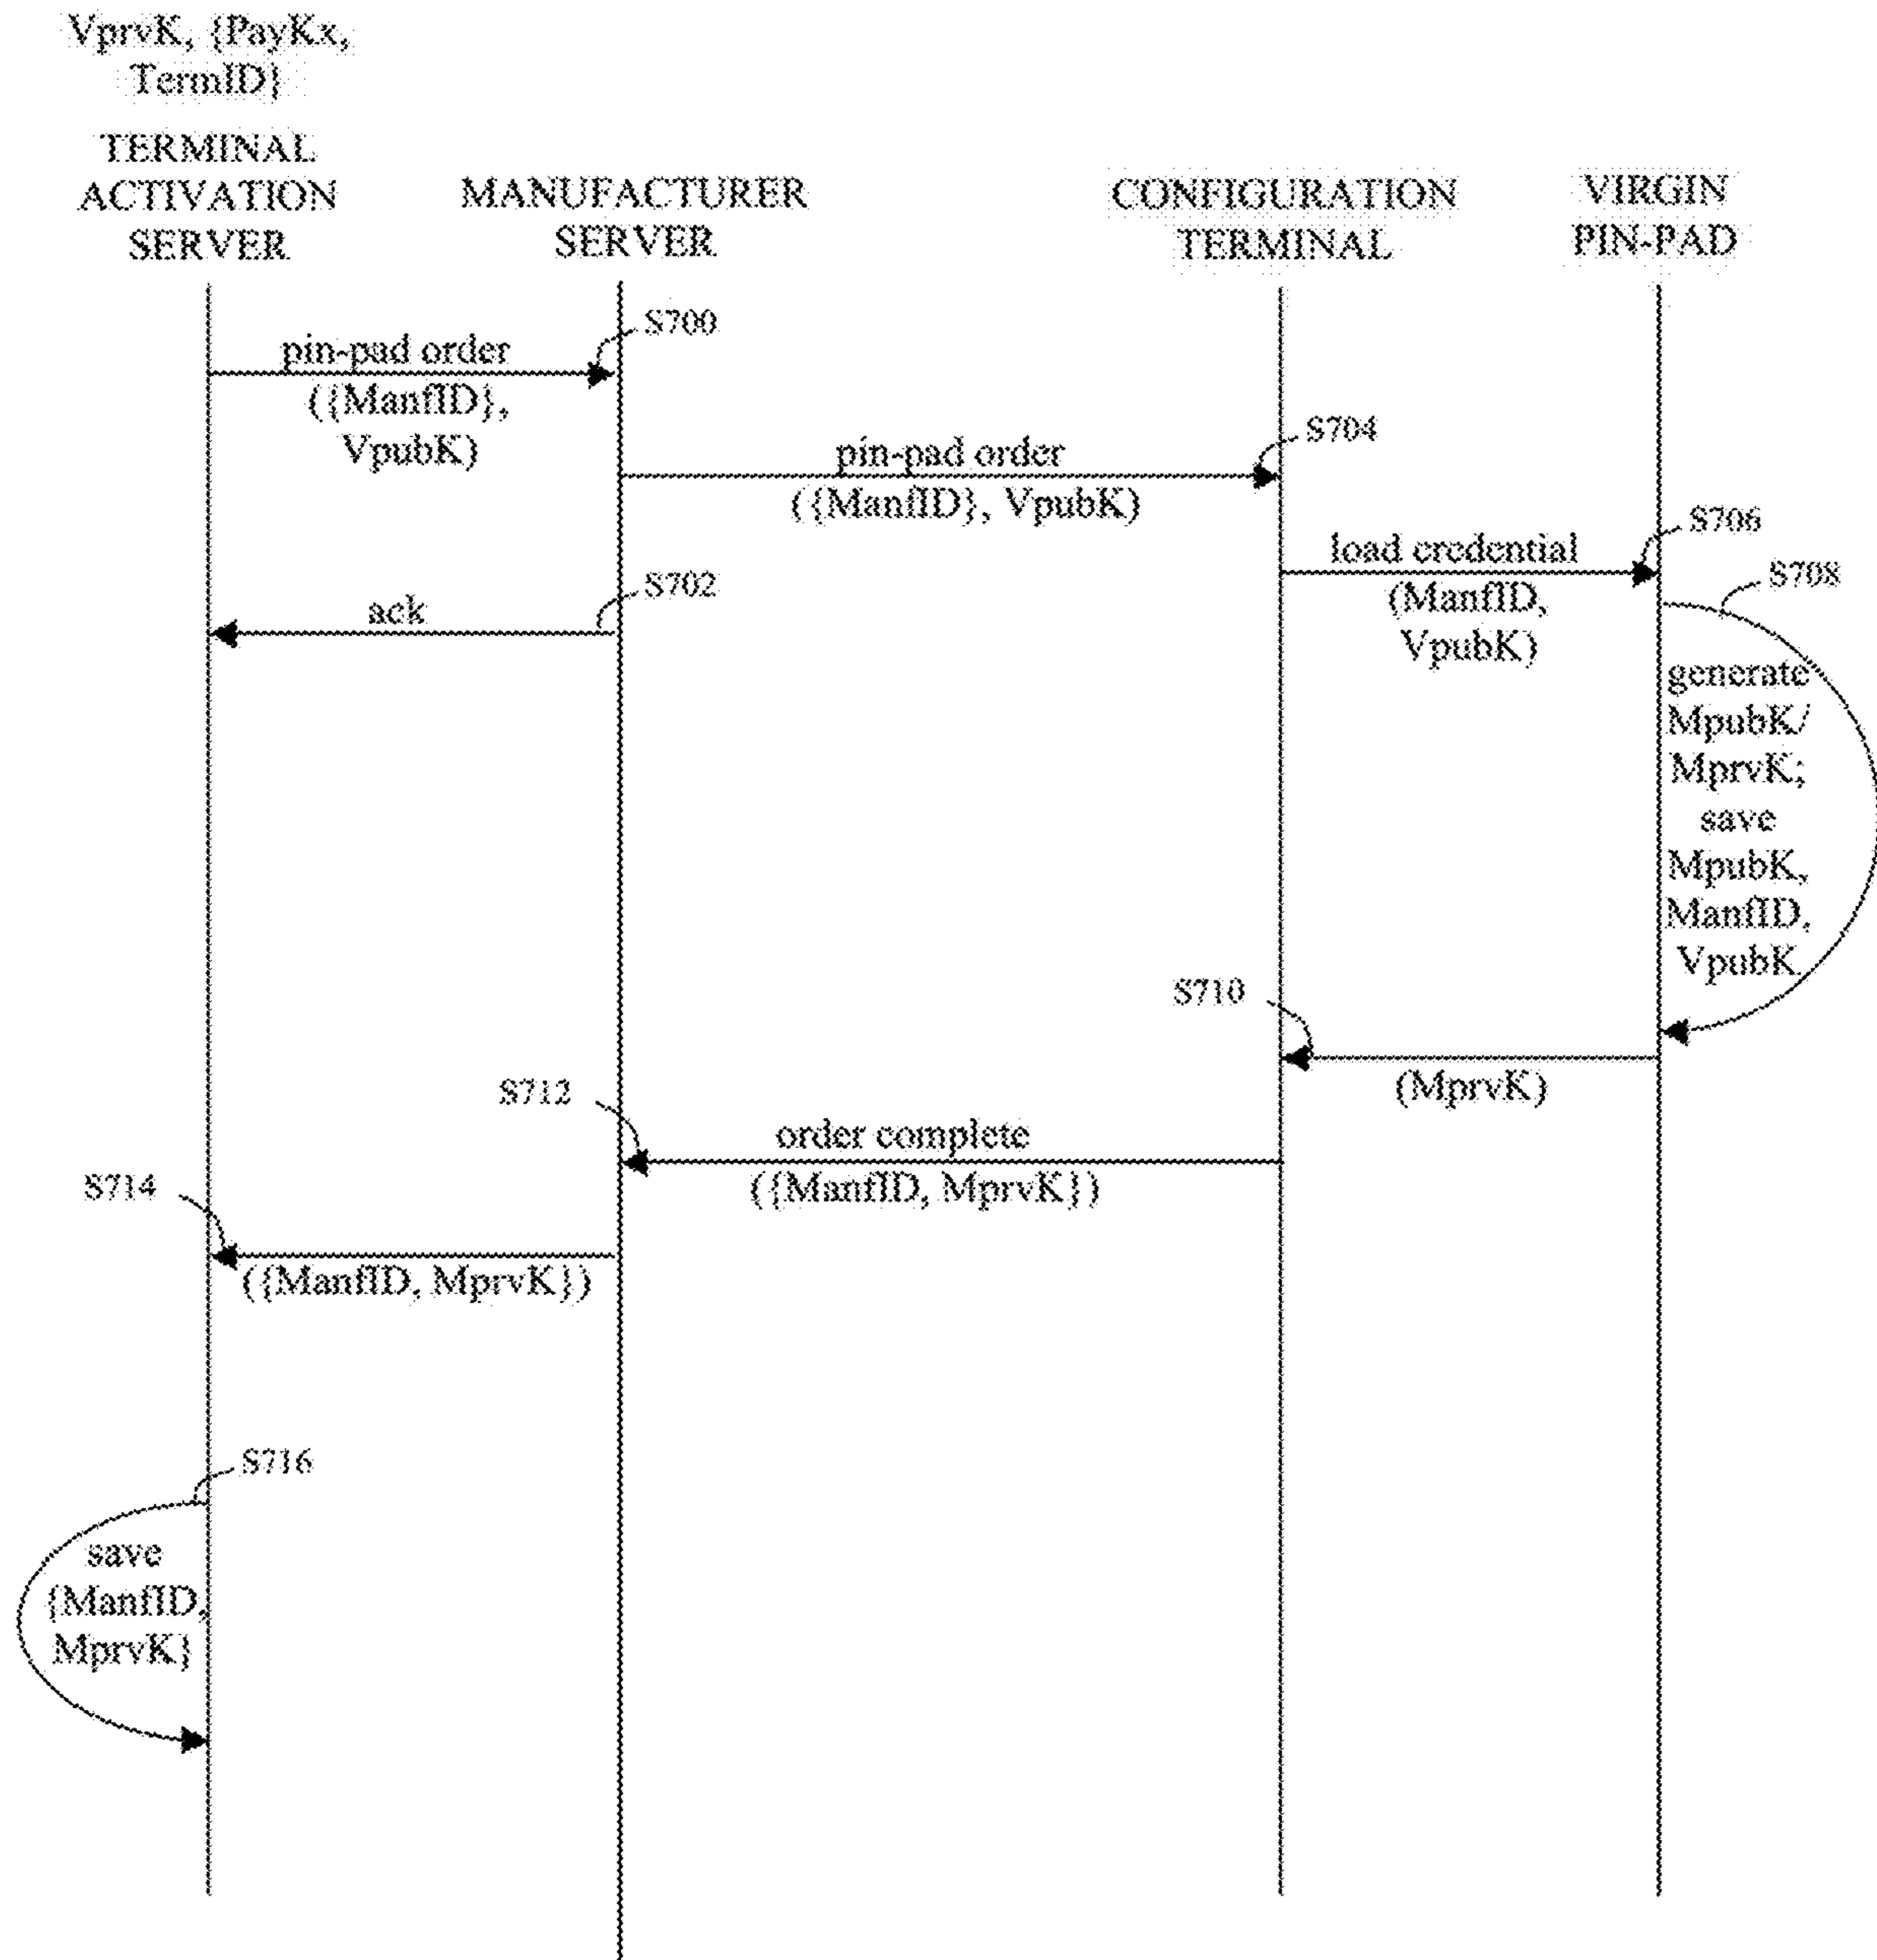 VprvK, {PayKx,
TermID}
TERMINAL
ACTIVATION
SERVER
MANUFACTURER
SERVER
CONFIGURATION
TERMINAL
VIRGIN
PIN-PAD
S700
pin-pad order
({ManfID},
VpubK)
S704
pin-pad order
({ManfID}, VpubK)
S706
load credential
(ManfID,
VpubK)
S702
ack
S708
generate
MpubK/
MprvK;
save
MpubK,
ManfID,
VpubK
S710
(MprvK)
S712
order complete
({ManfID, MprvK})
S714
({ManfID, MprvK})
S716
save
{ManfID,
MprvK}